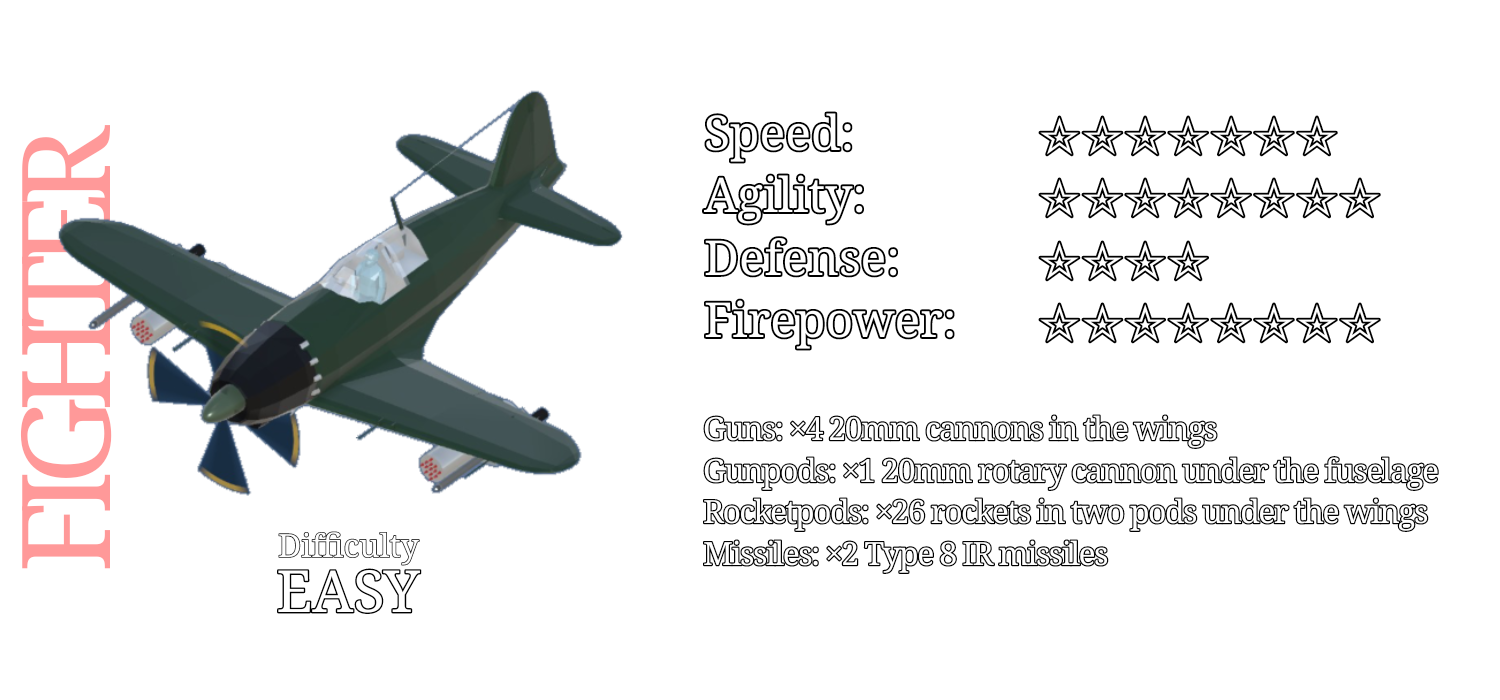 FIGHTER
Speed: ☆☆☆☆☆☆☆
Agility: ☆☆☆☆☆☆☆☆
Defense: ☆☆☆☆
Firepower: ☆☆☆☆☆☆☆☆
Guns: ×4 20mm cannons in the wings
Gunpods: ×1 20mm rotary cannon under the fuselage
Rocketpods: ×26 rockets in two pods under the wings
Missiles: ×2 Type 8 IR missiles
Difficulty
EASY